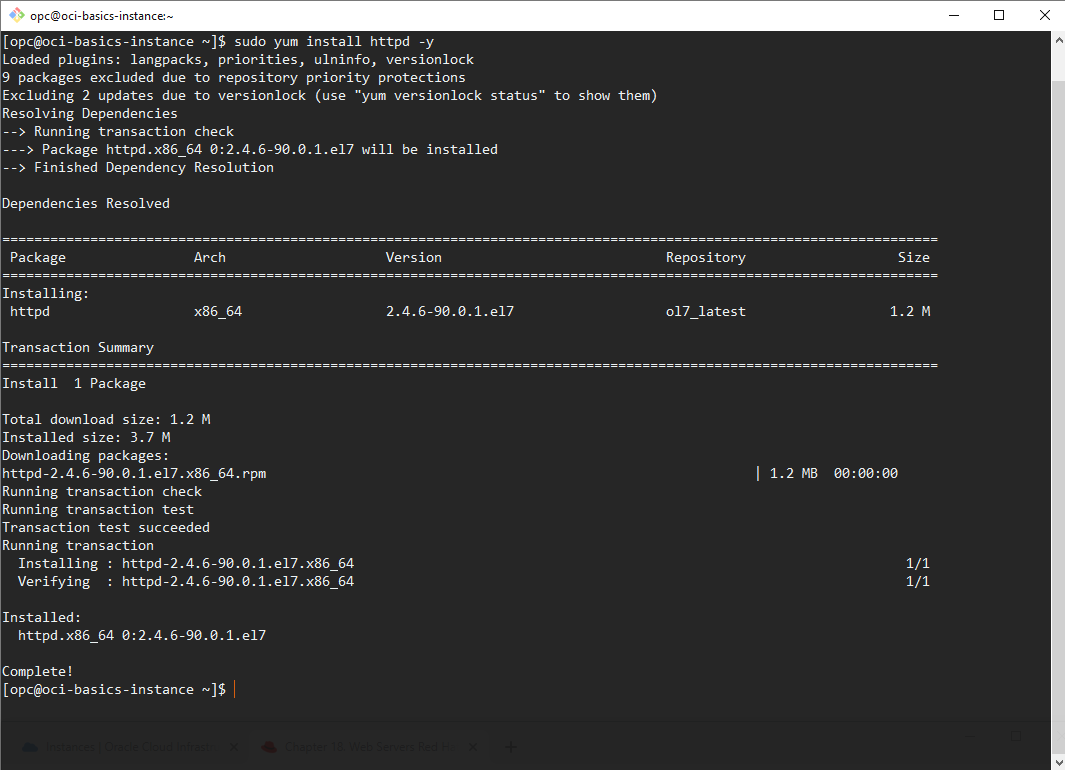 opc@oci-basics-instance:~
[opc@oci-basics-instance ~]$ sudo yum install httpd -y
Loaded plugins: langpacks, priorities, ulninfo, versionlock
9 packages excluded due to repository priority protections
Excluding 2 updates due to versionlock (use "yum versionlock status" to show them)
Resolving Dependencies
--> Running transaction check
---> Package httpd.x86_64 0:2.4.6-90.0.1.el7 will be installed
--> Finished Dependency Resolution
Dependencies Resolved
=====================================================================================================================
Package Arch Version Repository Size
=====================================================================================================================
Installing:
httpd x86_64 2.4.6-90.0.1.el7 ol7_latest 1.2 M
Transaction Summary
=====================================================================================================================
Install  1 Package
Total download size: 1.2 M
Installed size: 3.7 M
Downloading packages:
httpd-2.4.6-90.0.1.el7.x86_64.rpm | 1.2 MB  00:00:00
Running transaction check
Running transaction test
Transaction test succeeded
Running transaction
Installing : httpd-2.4.6-90.0.1.el7.x86_64 1/1
Verifying  : httpd-2.4.6-90.0.1.el7.x86_64 1/1
Installed:
httpd.x86_64 0:2.4.6-90.0.1.el7
Complete!
[opc@oci-basics-instance ~]$
Instances | Oracle Cloud Chapter 18. Web Servers Red